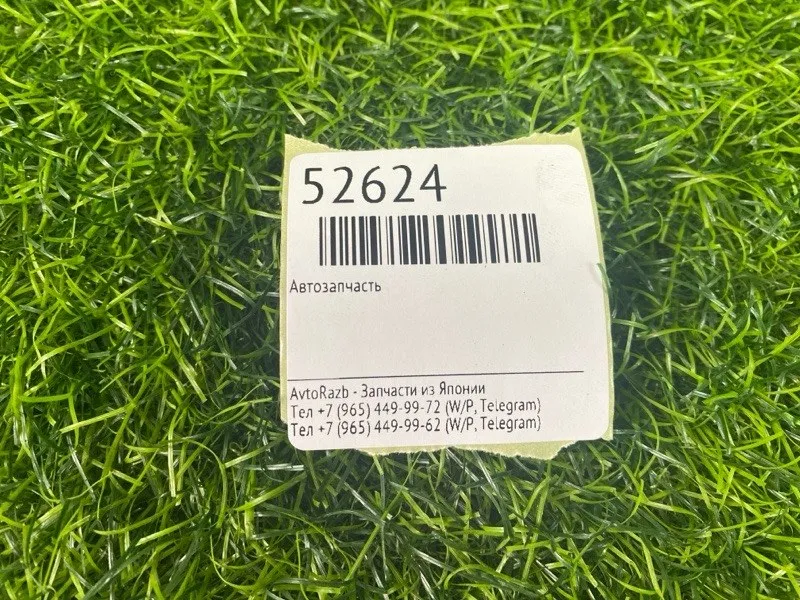 52624
Автозапчасть
AvtoRazb - Запчасти из Японии
Тел +7 (965) 449-99-72 (W/P, Telegram)
Тел +7 (965) 449-99-62 (W/P, Telegram)